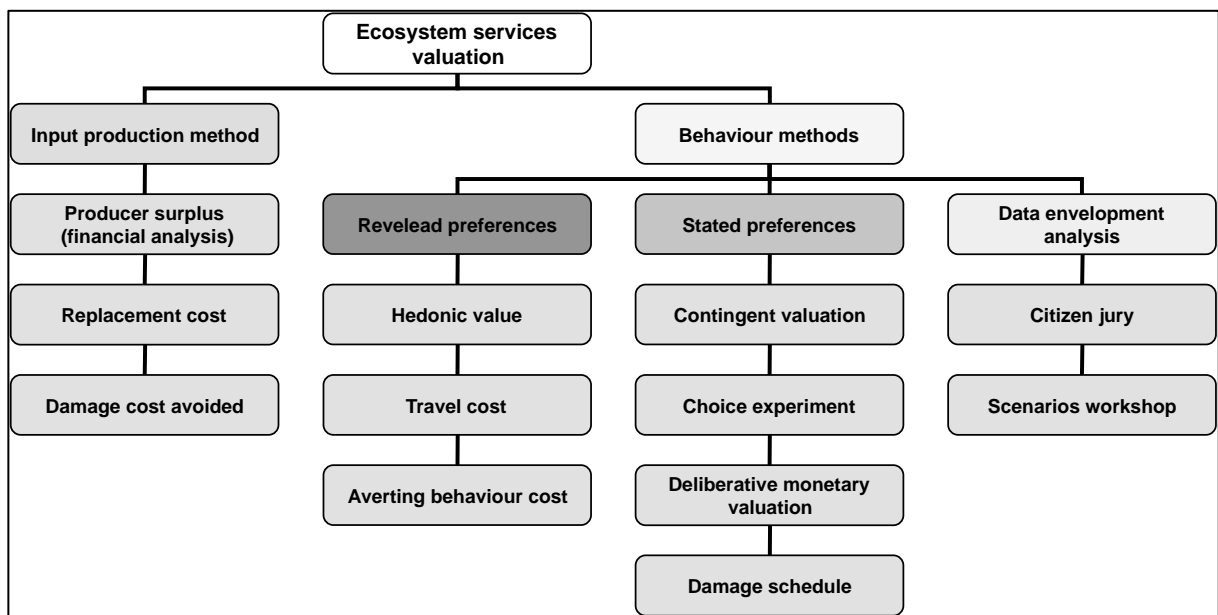 Ecosystem services
valuation
Input production method
Behaviour methods
Producer surplus
(financial analysis)
Revelead preferences
Stated preferences
Data envelopment
analysis
Replacement cost
Hedonic value
Contingent valuation
Citizen jury
Damage cost avoided
Travel cost
Choice experiment
Scenarios workshop
Averting behaviour cost
Deliberative monetary
valuation
Damage schedule